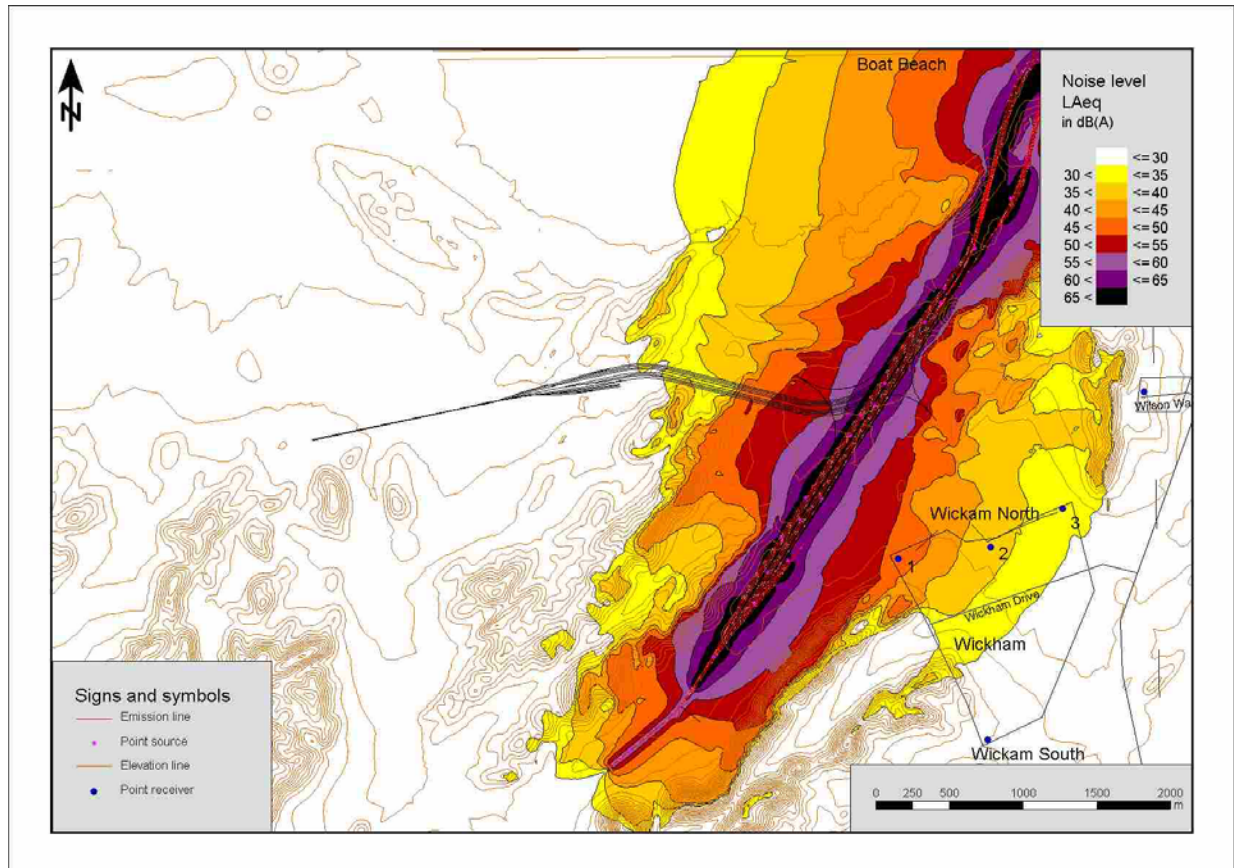 Boat Beach
N
Noise level
LAeq
in dB(A)
<= 30
30 < <= 35
35 < <= 40
40 < <= 45
45 < <= 50
50 < <= 55
55 < <= 60
60 < <= 65
65 <
Wilson Wa
Wickam North
3
2
1
Wickham Drive
Wickham
Wickam South
Signs and symbols
Emission line
Point source
Elevation line
Point receiver
0 250 500 1000 1500 2000
m